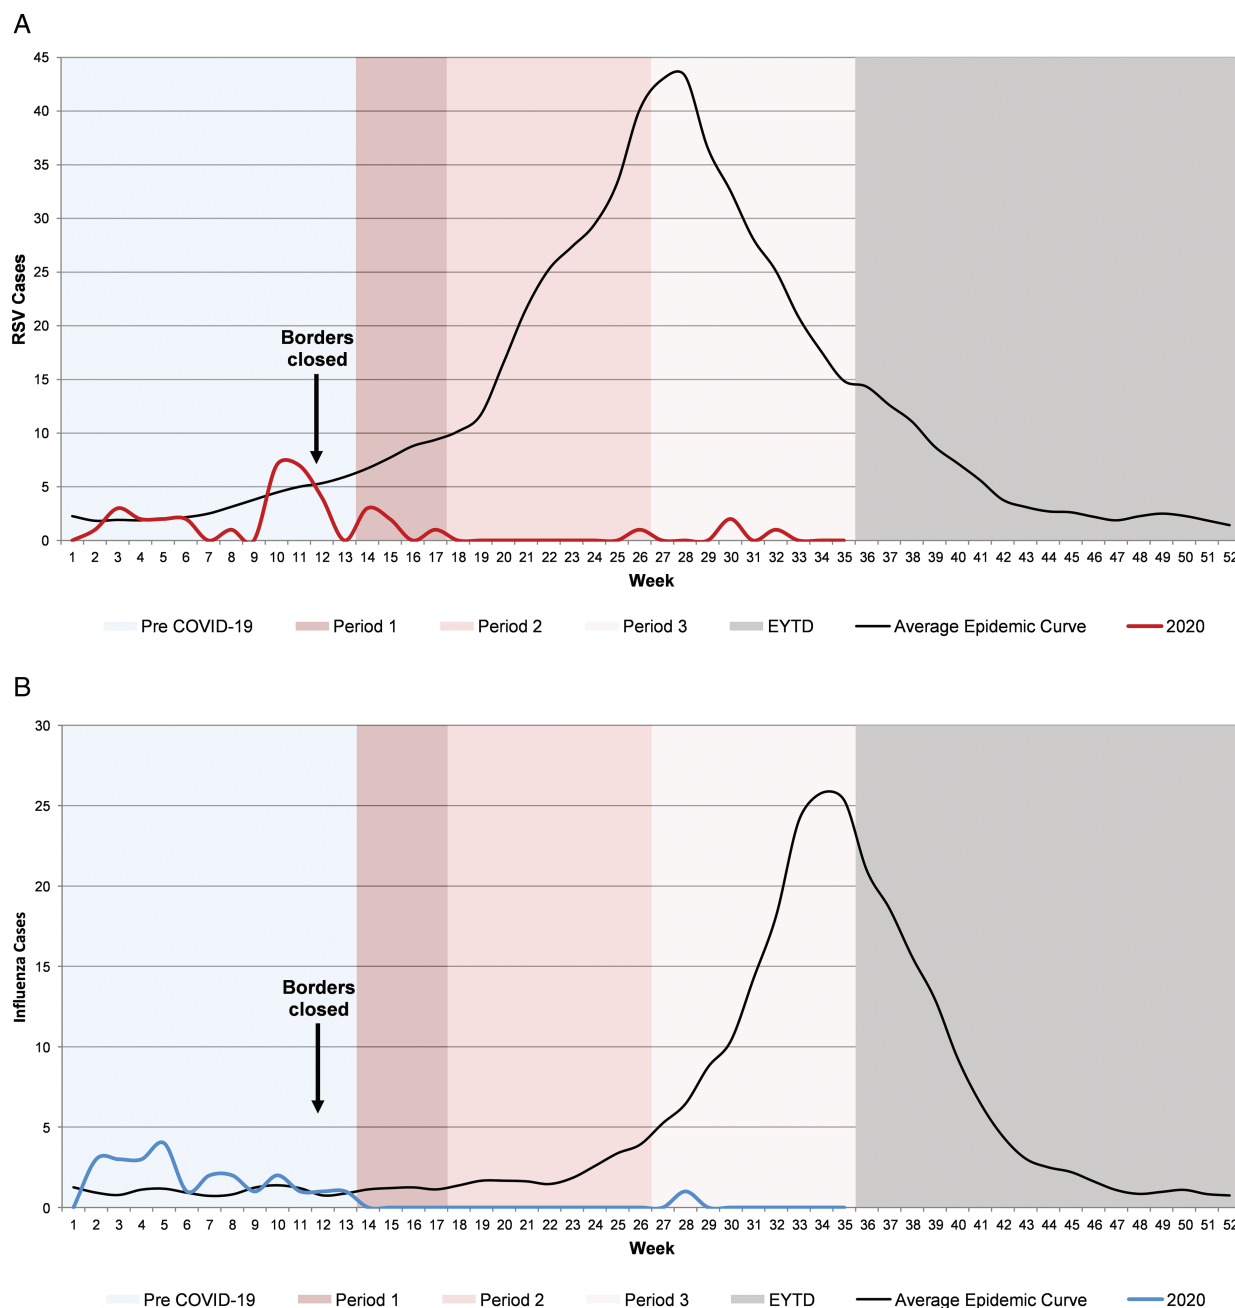 A
45
40
35
30
25
20
15
10
5
0
RSV Cases
Borders
closed
1 2 3 4 5 6 7 8 9 10 11 12 13 14 15 16 17 18 19 20 21 22 23 24 25 26 27 28 29 30 31 32 33 34 35 36 37 38 39 40 41 42 43 44 45 46 47 48 49 50 51 52
Week
Pre COVID-19 Period 1 Period 2 Period 3 EYTD Average Epidemic Curve 2020
B
30
25
20
15
10
5
0
Influenza Cases
Borders
closed
1 2 3 4 5 6 7 8 9 10 11 12 13 14 15 16 17 18 19 20 21 22 23 24 25 26 27 28 29 30 31 32 33 34 35 36 37 38 39 40 41 42 43 44 45 46 47 48 49 50 51 52
Week
Pre COVID-19 Period 1 Period 2 Period 3 EYTD Average Epidemic Curve 2020